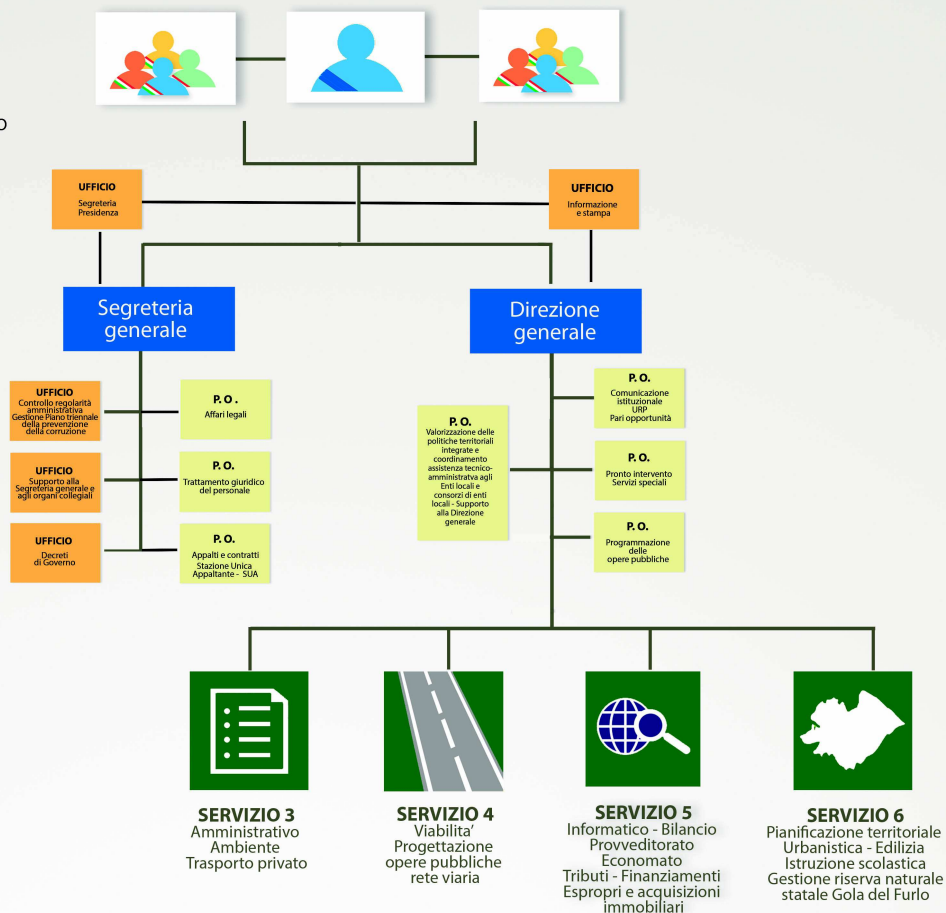 O
UFFICIO
Segreteria
Presidenza
UFFICIO
Informazione
e stampa
Segreteria
generale
Direzione
generale
UFFICIO
Controllo regolarità
amministrativa
Gestione Piano triennale
della prevenzione
della corruzione
P. O .
Affari legali
UFFICIO
Supporto alla
Segreteria generale e
agli organi collegiali
P. O.
Trattamento giuridico
del personale
UFFICIO
Decreti
di Governo
P. O.
Appalti e contratti
Stazione Unica
Appaltante - SUA
P. O.
Valorizzazione delle
politiche territoriali
integrate e
coordinamento
assistenza tecnico-
amministratva agli
Enti locali e
consorzi di enti
locali - Supporto
alla Direzione
generale
P. O.
Comunicazione
istituzionale
URP
Pari opportunità
P. O.
Pronto intervento
Servizi speciali
P. O.
Programmazione
delle
opere pubbliche
SERVIZIO 3
Amministrativo
Ambiente
Trasporto privato
SERVIZIO 4
Viabilita'
Progettazione
opere pubbliche
rete viaria
SERVIZIO 5
Informatico - Bilancio
Provveditorato
Economato
Tributi - Finanziamenti
Espropri e acquisizioni
immobiliari
SERVIZIO 6
Pianificazione territoriale
Urbanistica - Edilizia
Istruzione scolastica
Gestione riserva naturale
statale Gola del Furlo